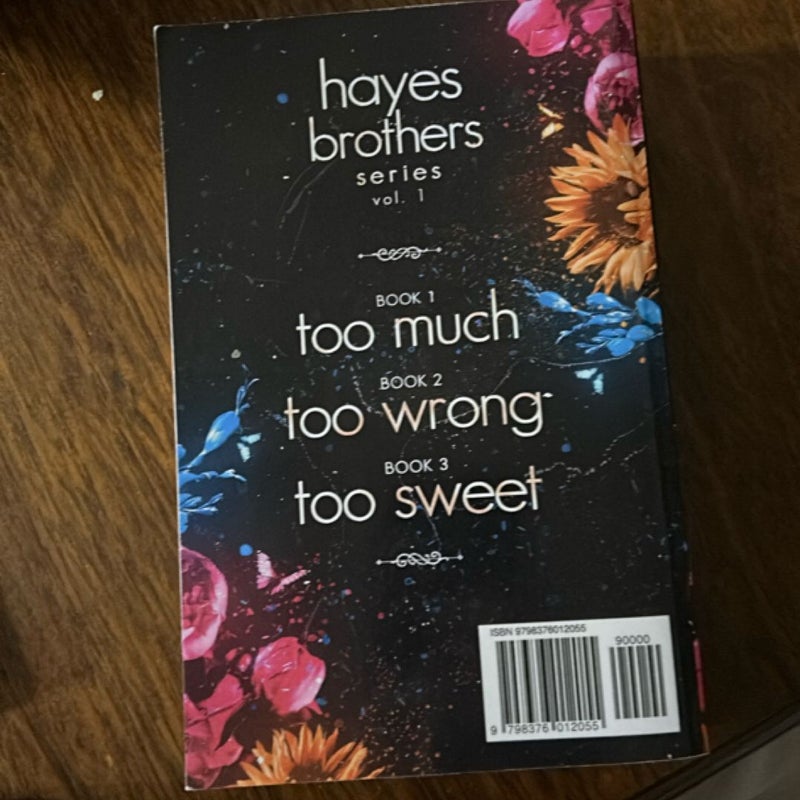 hayes
brothers
series
vol. 1
BOOK 1
too much
BOOK 2
too wrong
BOOK 3
too sweet
ISBN 9798376012055
90000
9 798376 012055